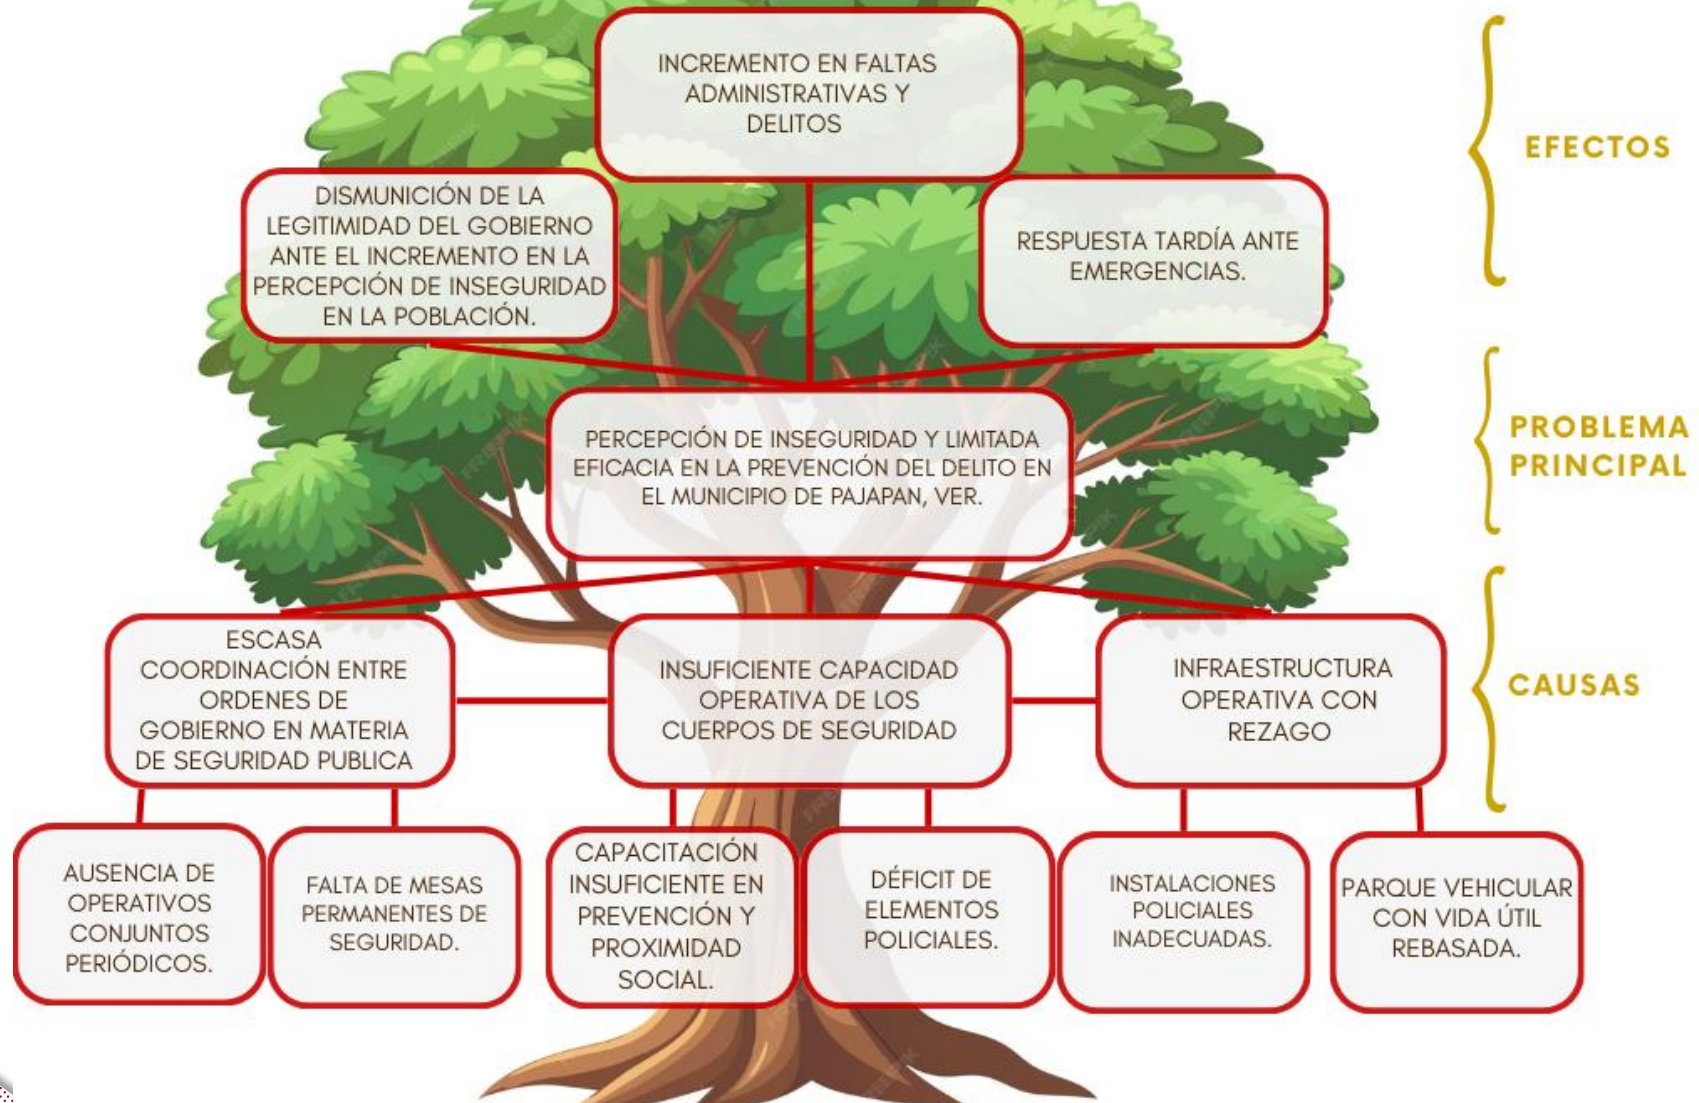 INCREMENTO EN FALTAS
ADMINISTRATIVAS Y
DELITOS
EFECTOS
DISMUNICIÓN DE LA
LEGITIMIDAD DEL GOBIERNO
ANTE EL INCREMENTO EN LA
PERCEPCIÓN DE INSEGURIDAD
EN LA POBLACIÓN.
RESPUESTA TARDÍA ANTE
EMERGENCIAS.
PERCEPCIÓN DE INSEGURIDAD Y LIMITADA
EFICACIA EN LA PREVENCIÓN DEL DELITO EN
EL MUNICIPIO DE PAJAPAN, VER.
PROBLEMA
PRINCIPAL
ESCASA
COORDINACIÓN ENTRE
ORDENES DE
GOBIERNO EN MATERIA
DE SEGURIDAD PUBLICA
INSUFICIENTE CAPACIDAD
OPERATIVA DE LOS
CUERPOS DE SEGURIDAD
INFRAESTRUCTURA
OPERATIVA CON
REZAGO
CAUSAS
AUSENCIA DE
OPERATIVOS
CONJUNTOS
PERIÓDICOS.
FALTA DE MESAS
PERMANENTES DE
SEGURIDAD.
CAPACITACIÓN
INSUFICIENTE EN
PREVENCIÓN Y
PROXIMIDAD
SOCIAL.
DÉFICIT DE
ELEMENTOS
POLICIALES.
INSTALACIONES
POLICIALES
INADECUADAS.
PARQUE VEHICULAR
CON VIDA ÚTIL
REBASADA.